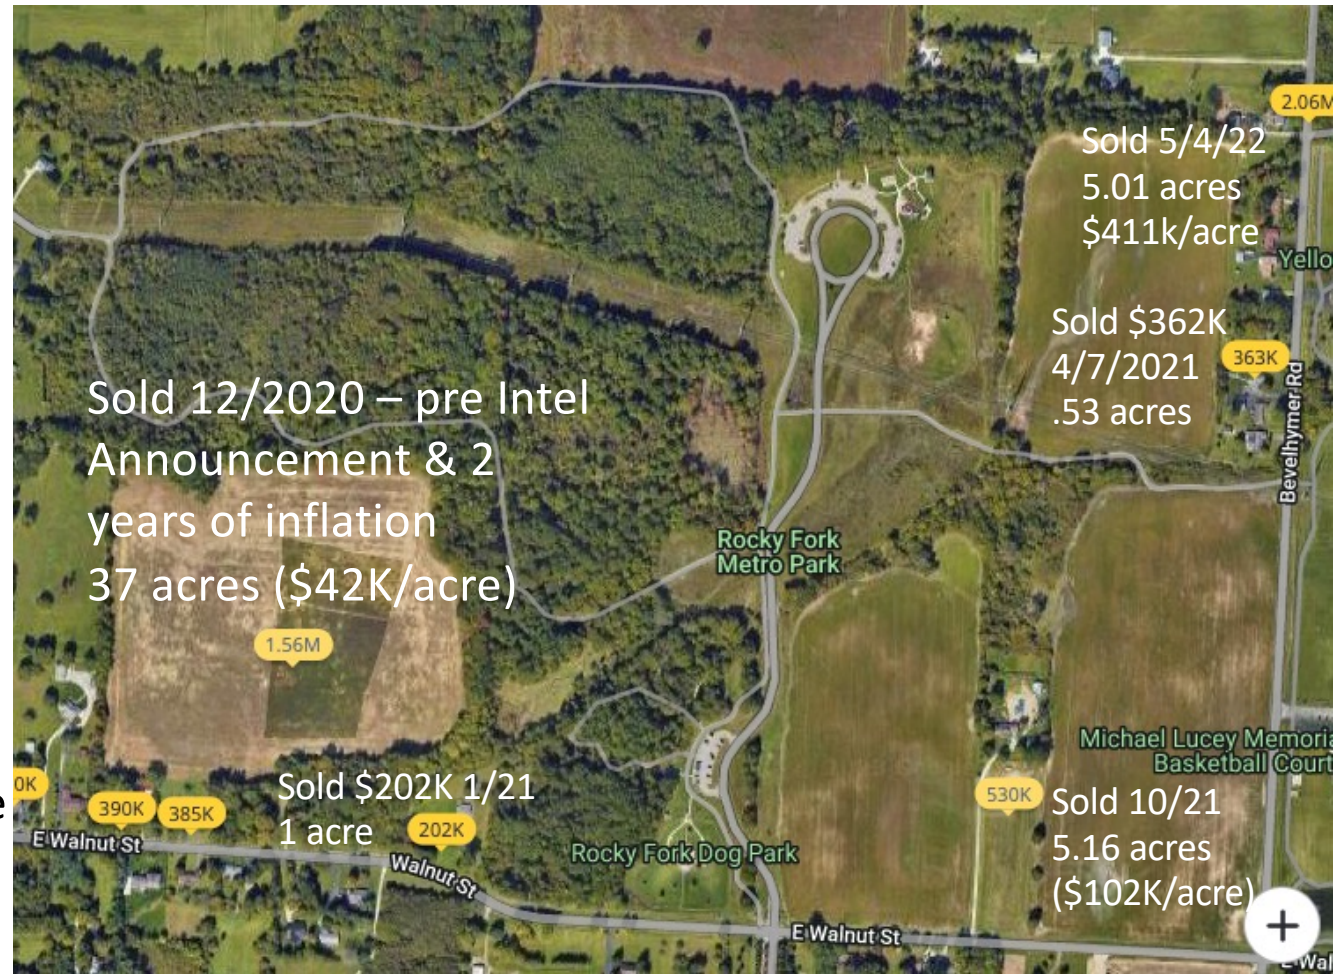 2.06M
Sold 5/4/22
5.01 acres
$411k/acre
Yello
Sold $362K
4/7/2021
.53 acres
363K
Bevelhymer Rd
Sold 12/2020 – pre Intel
Announcement & 2
years of inflation
37 acres ($42K/acre)
1.56M
Rocky Fork
Metro Park
Michael Lucey Memoria
Basketball Court
0K
390K
385K
Sold $202K 1/21
1 acre
202K
530K
Sold 10/21
5.16 acres
($102K/acre)
e
E Walnut St
Walnut St
Rocky Fork Dog Park
E Walnut St
E Wal